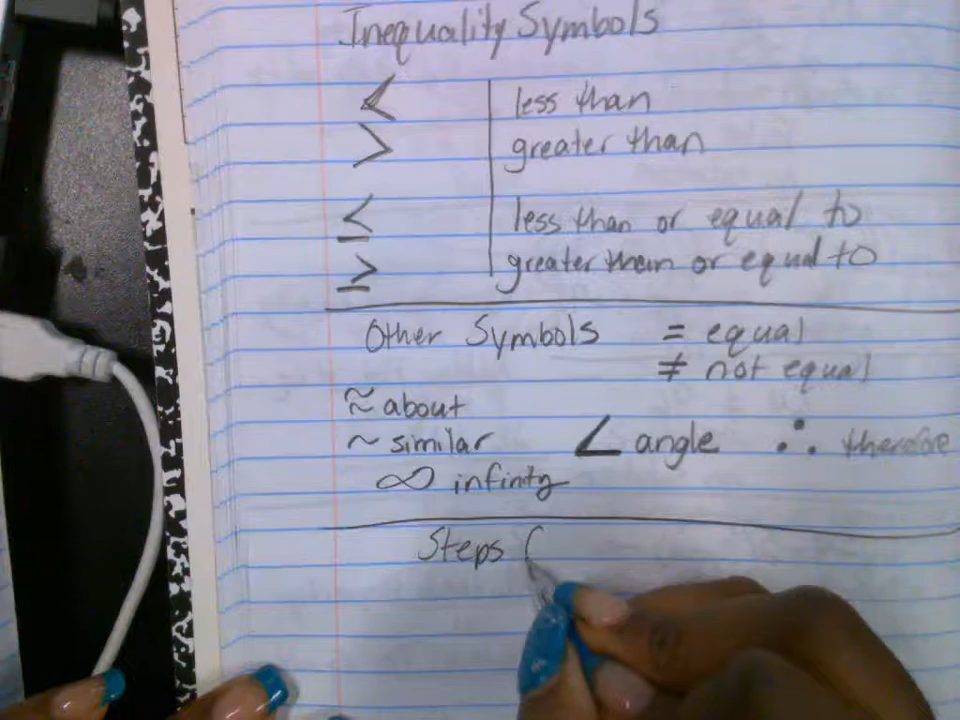 Inequality Symbols
< less than
> greater than
≤ less than or equal to
≥ greater than or equal to
Other Symbols = equal
≠ not equal
≈ about
~ similar ∠ angle ∴ therefore
∞ infinity
Steps (